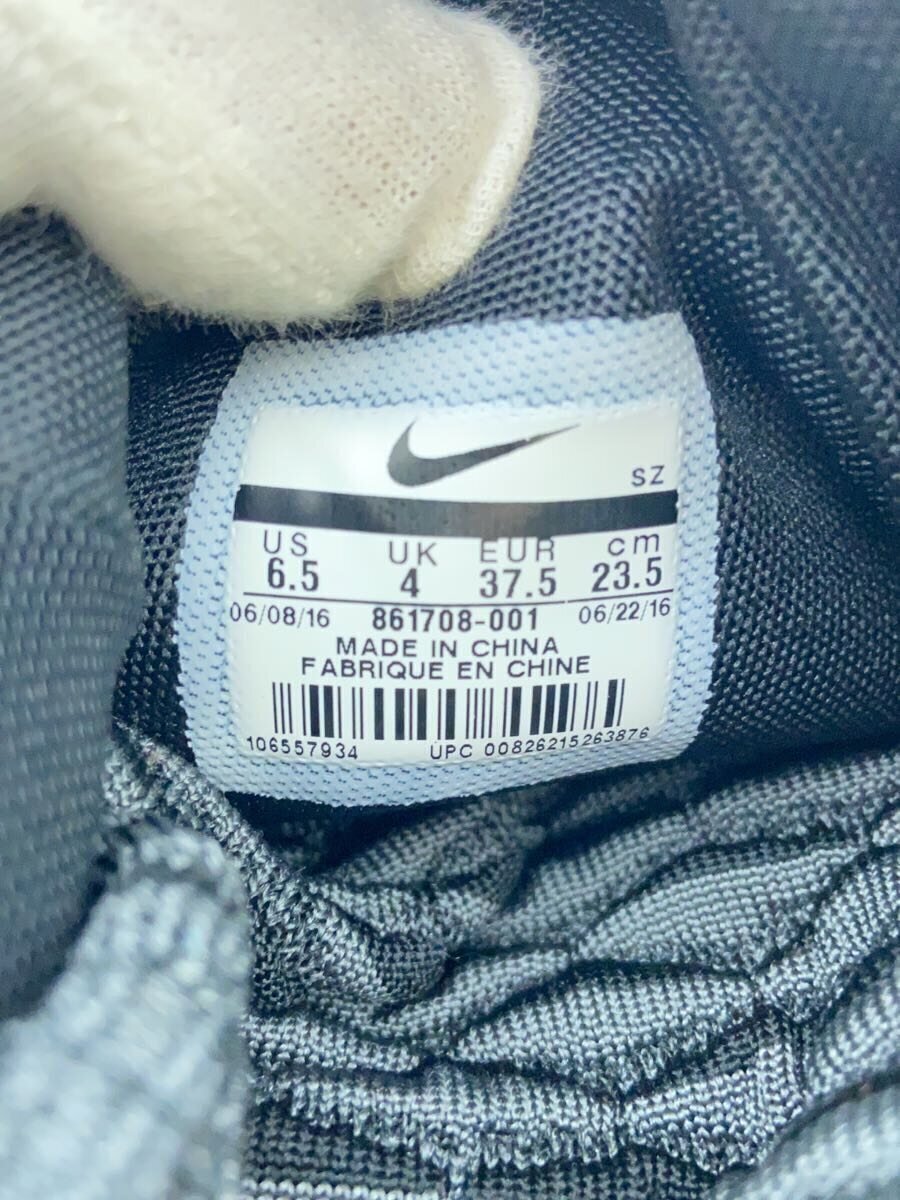 SZ
US UK EUR cm
6.5 4 37.5 23.5
06/08/16 861708-001 06/22/16
MADE IN CHINA
FABRIQUE EN CHINE
106557934 UPC 00826215263876